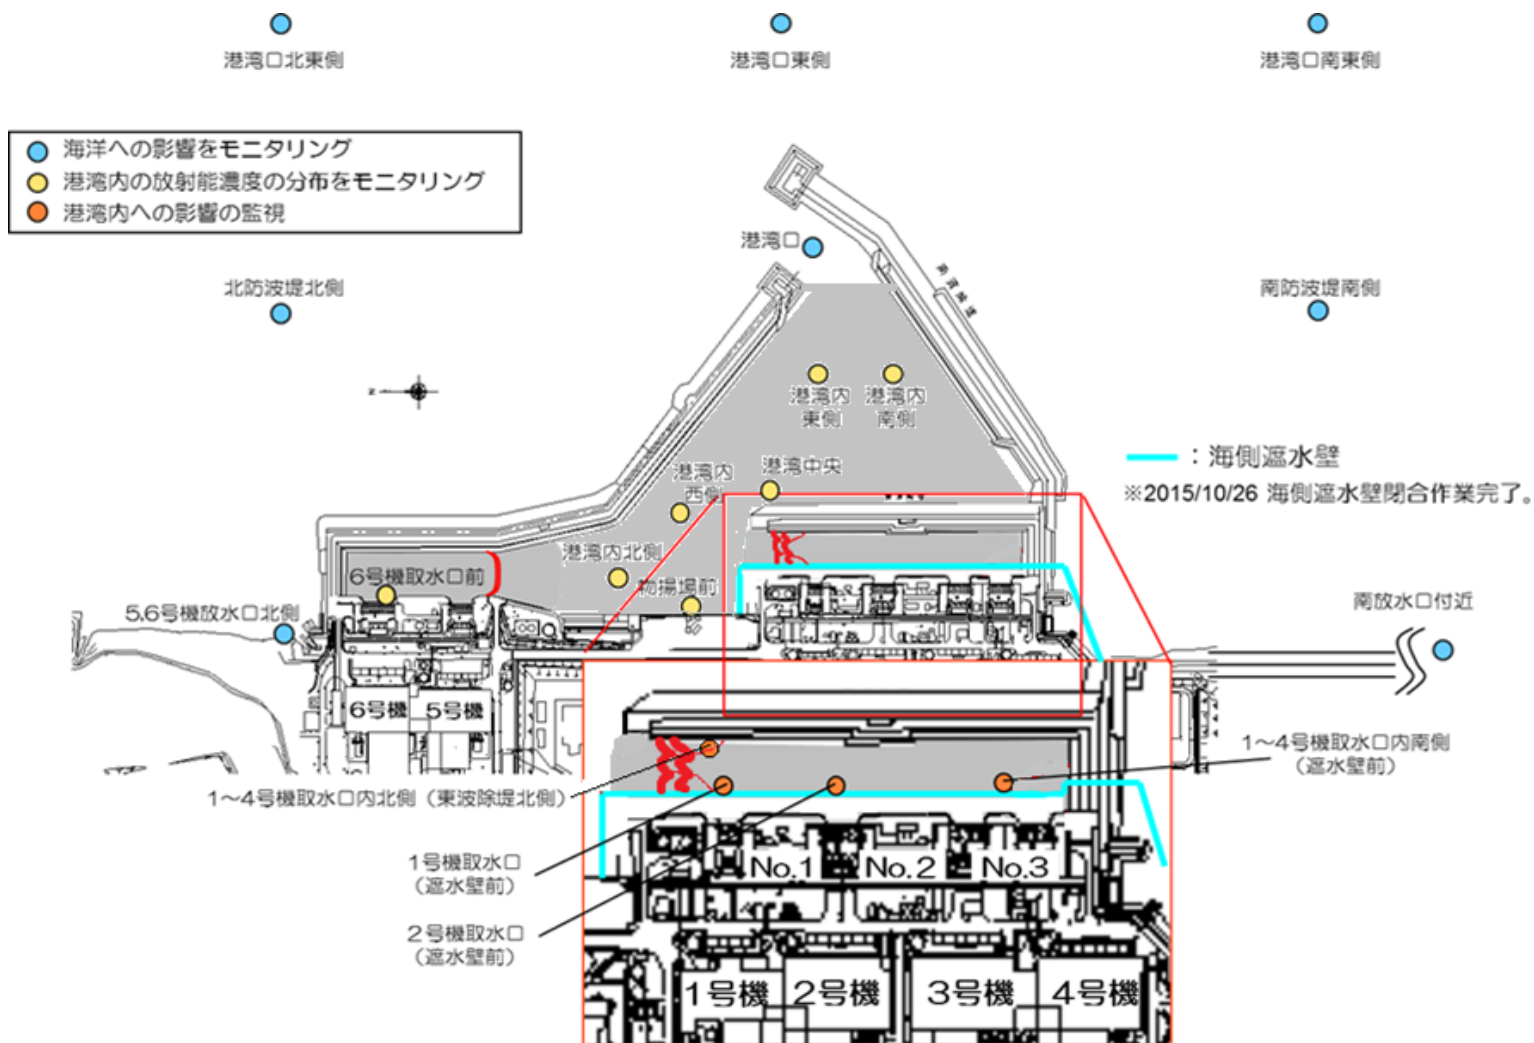 港湾口北東側
港湾口東側
港湾口南東側
海洋への影響をモニタリング
港湾内の放射能濃度の分布をモニタリング
港湾内への影響の監視
港湾口
北防波堤北側
南防波堤南側
N
港湾内
東側
港湾内
南側
港湾中央
港湾内
西側
：海側遮水壁
※2015/10/26 海側遮水壁閉合作業完了。
港湾内北側
6号機取水口前
物揚場前
5,6号機放水口北側
南放水口付近
6号機
5号機
1～4号機取水口内南側
（遮水壁前）
1～4号機取水口内北側（東波除堤北側）
1号機取水口
（遮水壁前）
No.1
No.2
No.3
2号機取水口
（遮水壁前）
1号機
2号機
3号機
4号機